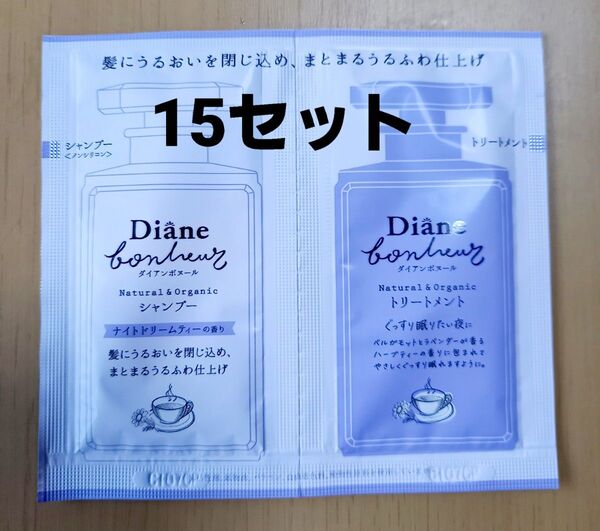 髪にうるおいを閉じ込め、まとまるうるふわ仕上げ
15セット
シャンプー
<ノンシリコン>
トリートメント
Diane
bonheur
ダイアンボヌール
Natural & Organic
シャンプー
ナイトドリームティーの香り
髪にうるおいを閉じ込め、
まとまるうるふわ仕上げ
Diane
bonheur
ダイアンボヌール
Natural & Organic
トリートメント
ぐっすり眠りたい夜に
ベルガモットとラベンダーが香る
ハーブティーの香りに包まれて
やさしくぐっすり眠れますように。